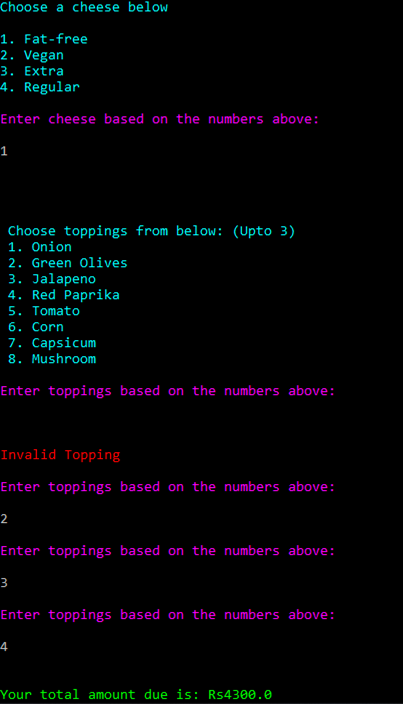 Choose a cheese below
1. Fat-free
2. Vegan
3. Extra
4. Regular
Enter cheese based on the numbers above:
1
Choose toppings from below: (Upto 3)
1. Onion
2. Green Olives
3. Jalapeno
4. Red Paprika
5. Tomato
6. Corn
7. Capsicum
8. Mushroom
Enter toppings based on the numbers above:
Invalid Topping
Enter toppings based on the numbers above:
2
Enter toppings based on the numbers above:
3
Enter toppings based on the numbers above:
4
Your total amount due is: Rs4300.0